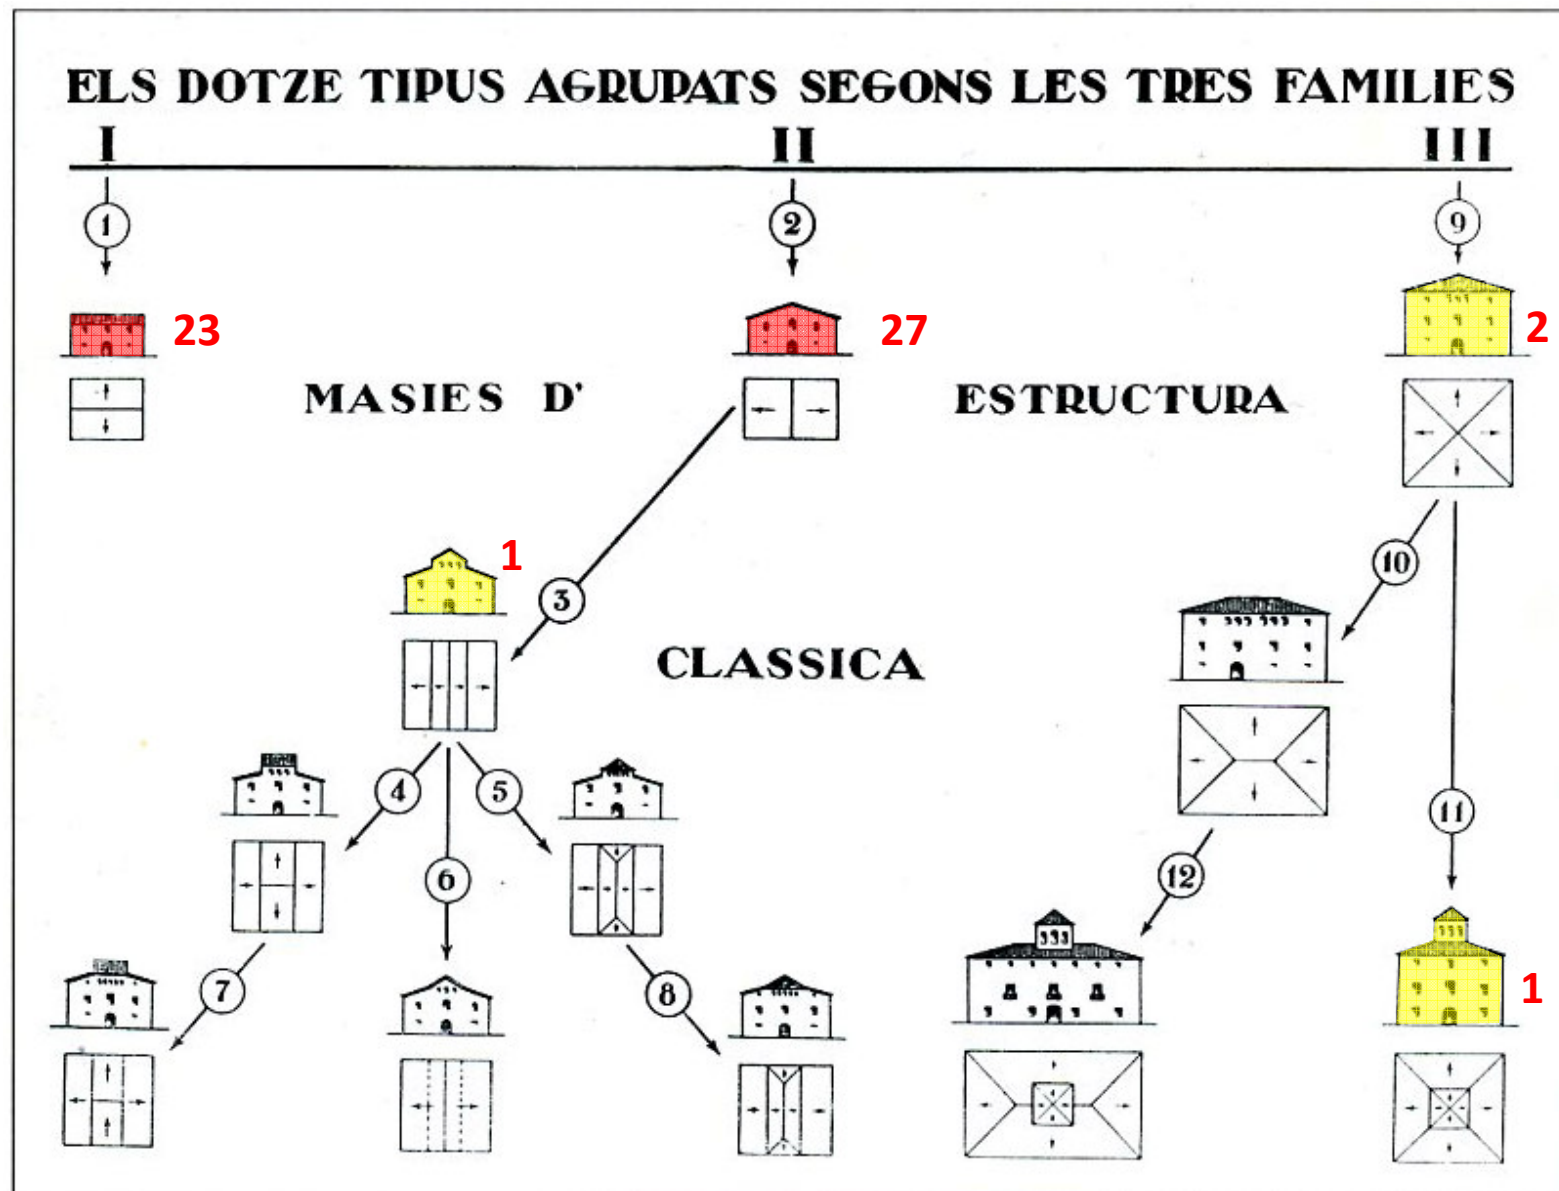 ELS DOTZE TIPUS AGRUPATS SEGONS LES TRES FAMILIES
I II III
1 2 9
23 27 2
MASIES D' ESTRUCTURA
1
10
3
CLASSICA
4 5
11
6
12
7 8
1